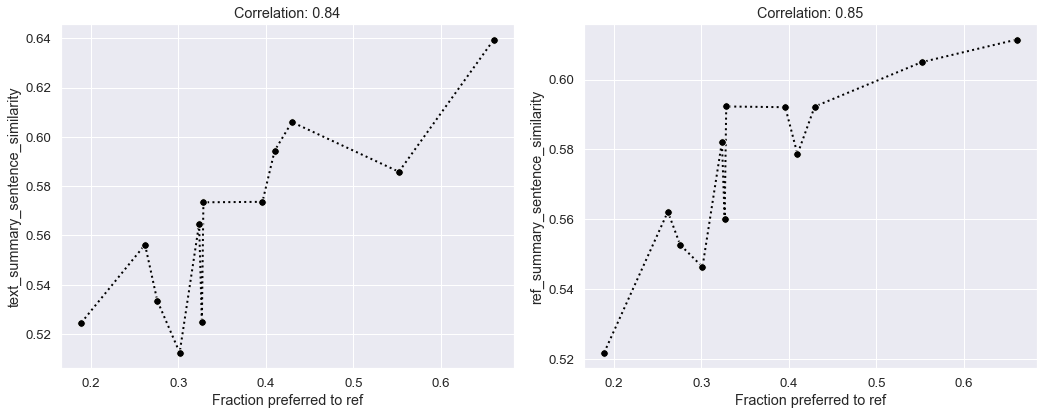 Correlation: 0.84
text_summary_sentence_similarity
0.64
0.62
0.60
0.58
0.56
0.54
0.52
0.2 0.3 0.4 0.5 0.6
Fraction preferred to ref
Correlation: 0.85
ref_summary_sentence_similarity
0.60
0.58
0.56
0.54
0.52
0.2 0.3 0.4 0.5 0.6
Fraction preferred to ref